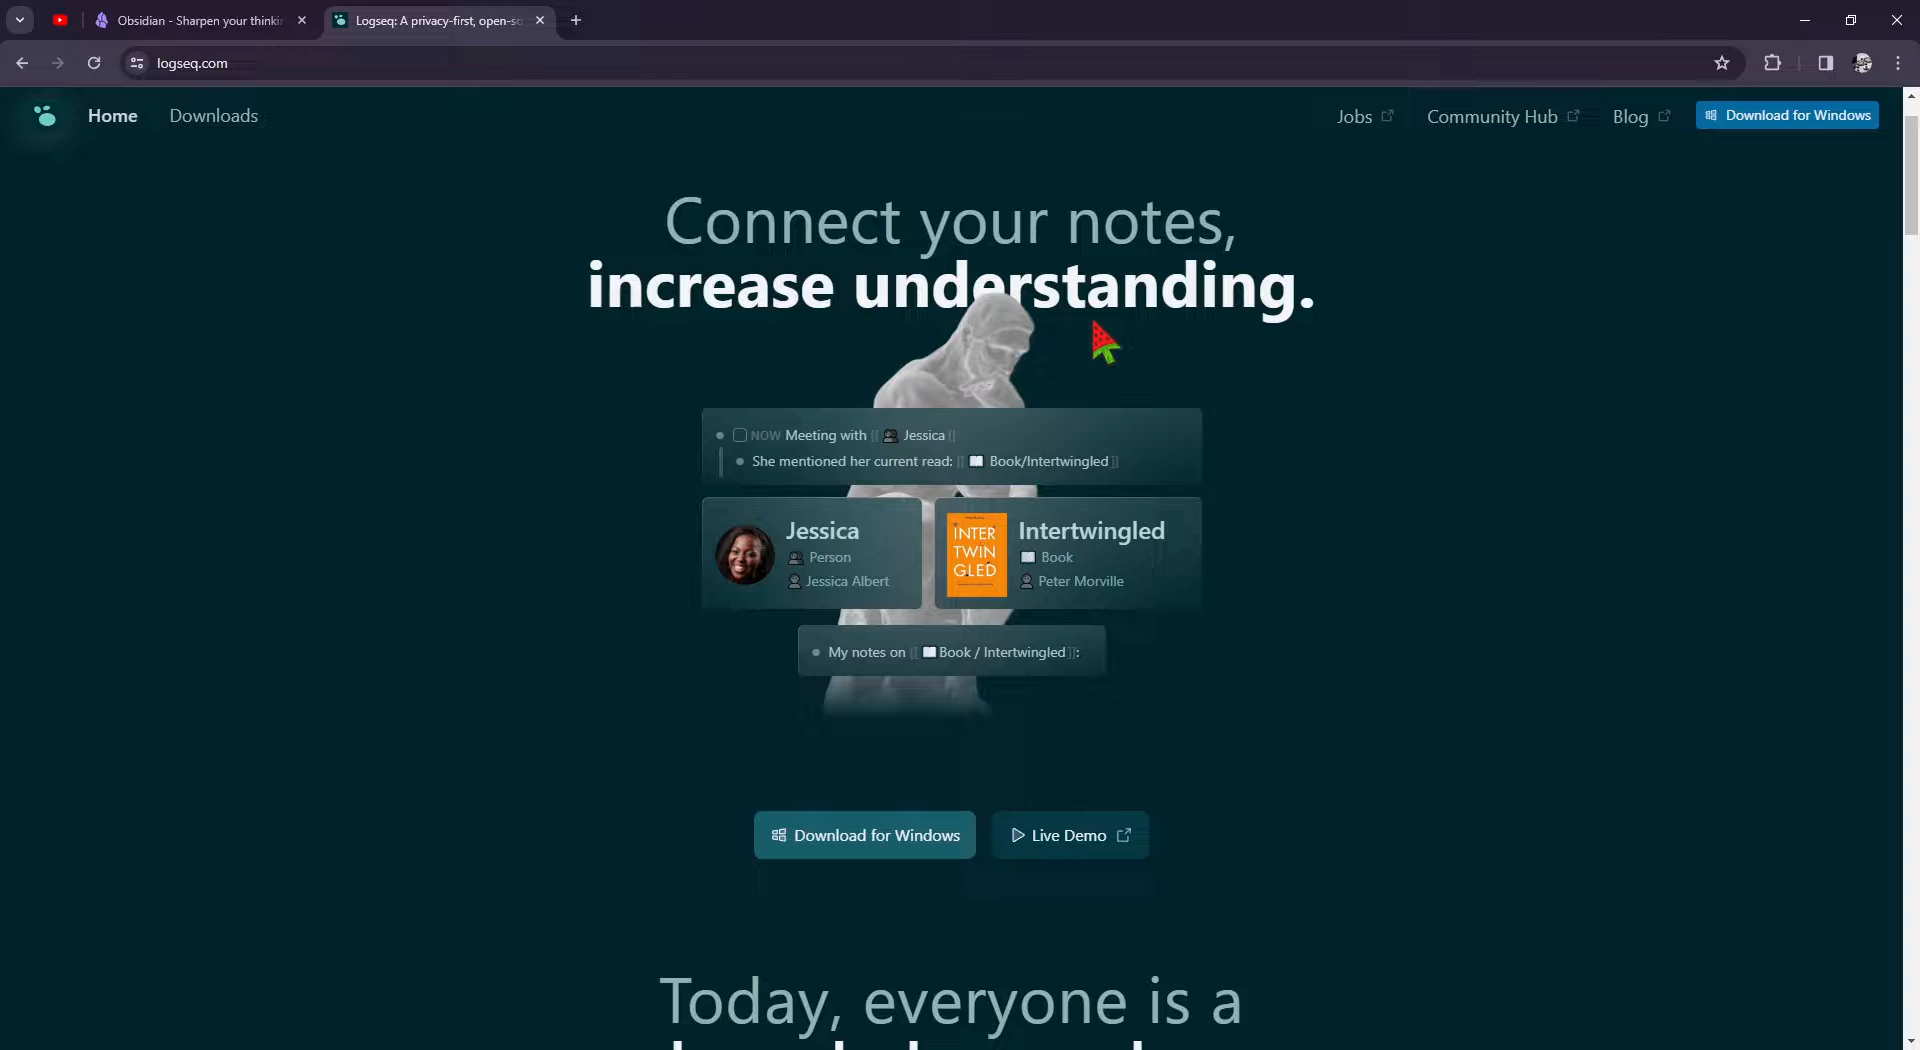 Obsidian - Sharpen your thinkin
Logseq: A privacy-first, open-so
logseq.com
Home
Downloads
Jobs
Community Hub
Blog
Download for Windows
Connect your notes,
increase understanding.
NOW Meeting with [[ Jessica ]]
She mentioned her current read: [[ Book/Intertwingled ]]
Jessica
Person
Jessica Albert
INTER
TWIN
GLED
Intertwingled
Book
Peter Morville
My notes on [[ Book / Intertwingled ]]:
Download for Windows
Live Demo
Today, everyone is a